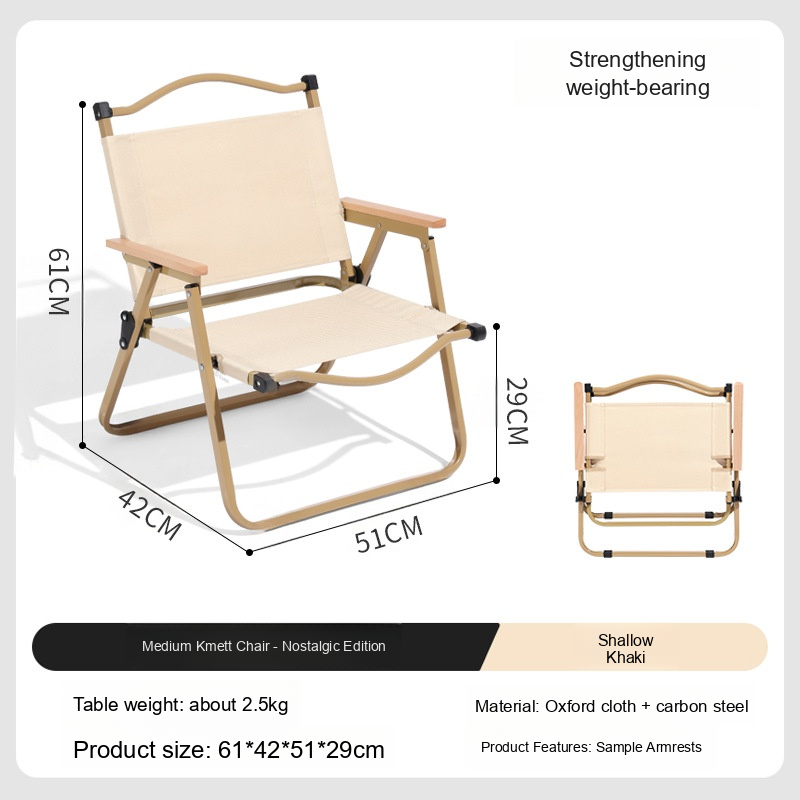 Strengthening
weight-bearing
61CM
29CM
42CM
51CM
Medium Kmett Chair - Nostalgic Edition
Shallow
Khaki
Table weight: about 2.5kg
Material: Oxford cloth + carbon steel
Product size: 61*42*51*29cm
Product Features: Sample Armrests